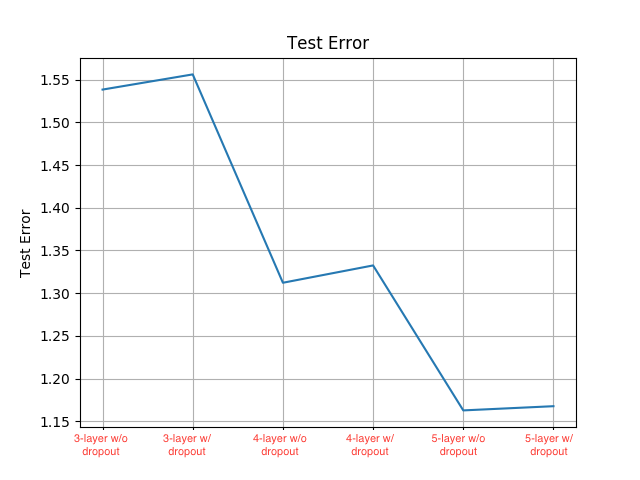 Test Error
Test Error
1.55
1.50
1.45
1.40
1.35
1.30
1.25
1.20
1.15
3-layer w/o
dropout
3-layer w/
dropout
4-layer w/o
dropout
4-layer w/
dropout
5-layer w/o
dropout
5-layer w/
dropout